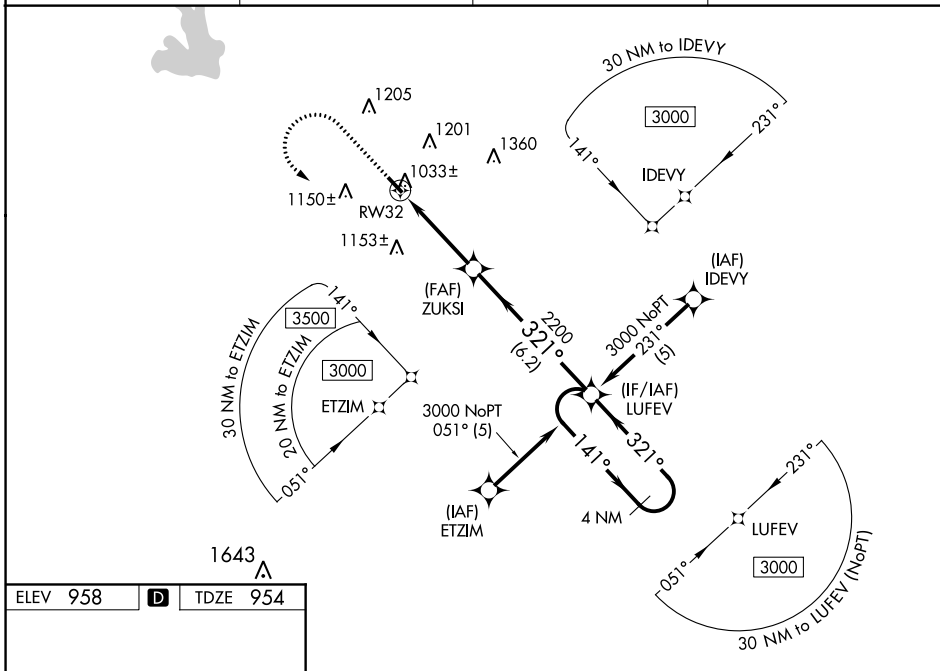 30 NM to IDEVY
3000
141°
231°
IDEVY
1205
1201
1360
1033±
1150±
RW32
1153±
(FAF)
ZUKSI
(IAF)
IDEVY
3000 NoPT
231°
(5)
2200
321°
(6.2)
(IF/IAF)
LUFEV
30 NM to ETZIM
3500
141°
20 NM to ETZIM
3000
ETZIM
051°
3000 NoPT
051° (5)
(IAF)
ETZIM
141°
321°
4 NM
231°
LUFEV
051°
3000
30 NM to LUFEV (NoPT)
1643
ELEV 958 D TDZE 954